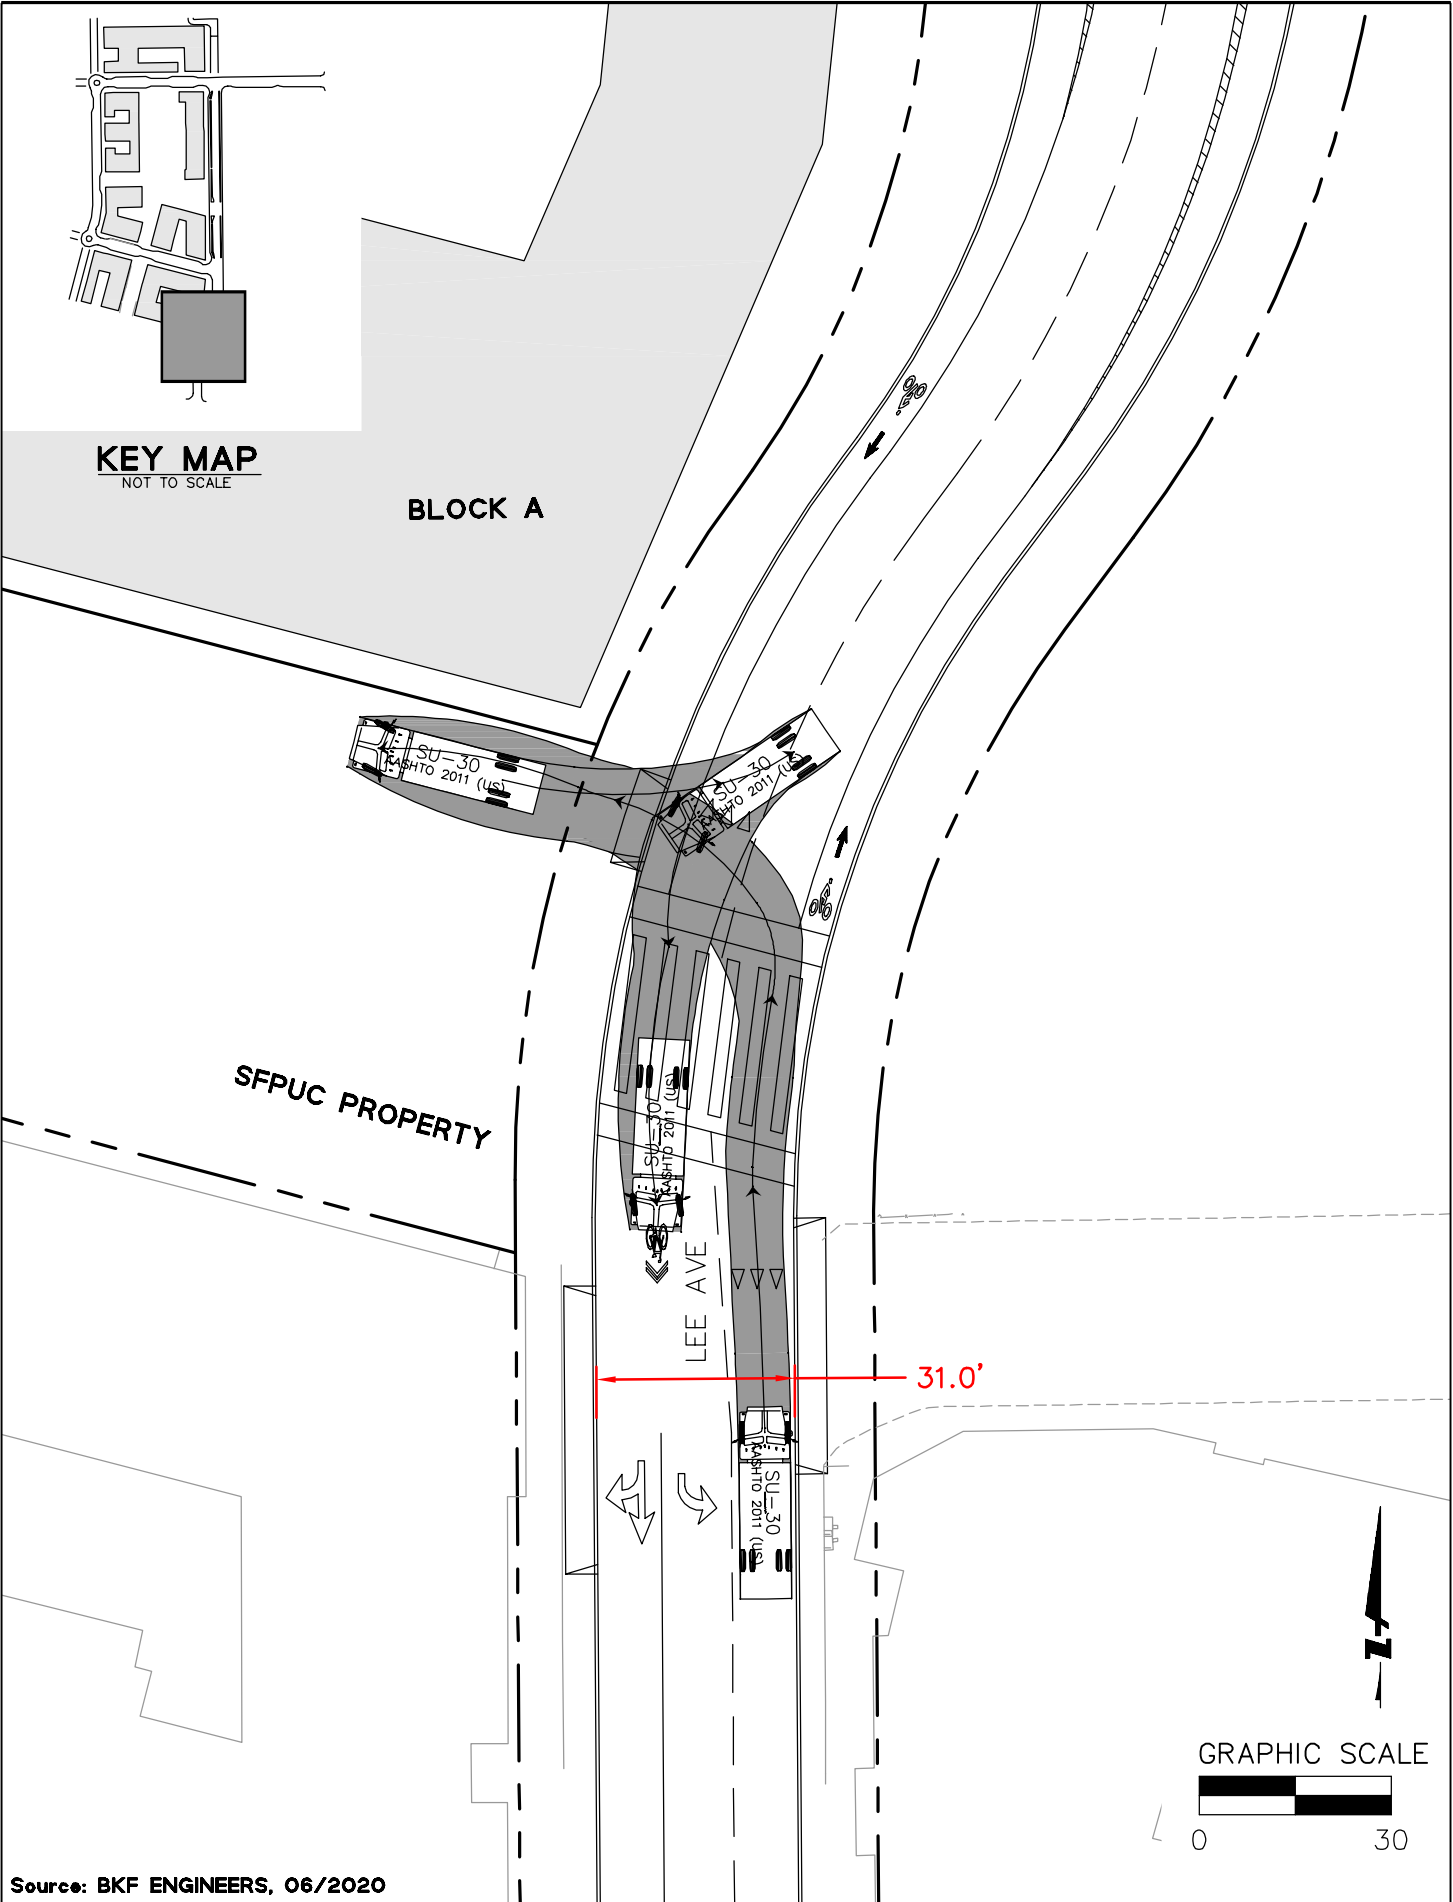 KEY MAP
NOT TO SCALE
BLOCK A
SU-30
AASHTO 2011 (US)
SU-30
AASHTO 2011 (US)
SFPUC PROPERTY
SU-30
AASHTO 2011 (US)
LEE AVE
31.0'
SU-30
AASHTO 2011 (US)
GRAPHIC SCALE
0 30
Source: BKF ENGINEERS, 06/2020